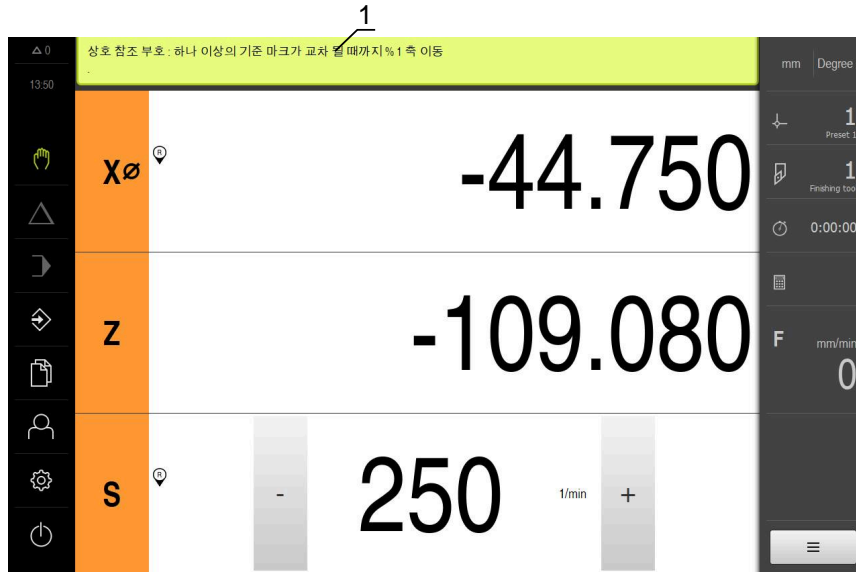 1
△ 0
상호 참조 부호 : 하나 이상의 기준 마크가 교차 될 때까지 % 1 축 이동
.
mm Degree
13:50
X⌀ R -44.750
1
Preset 1
1
Finishing too
0:00:00
Z -109.080
F mm/min
0
S R - 250 1/min +